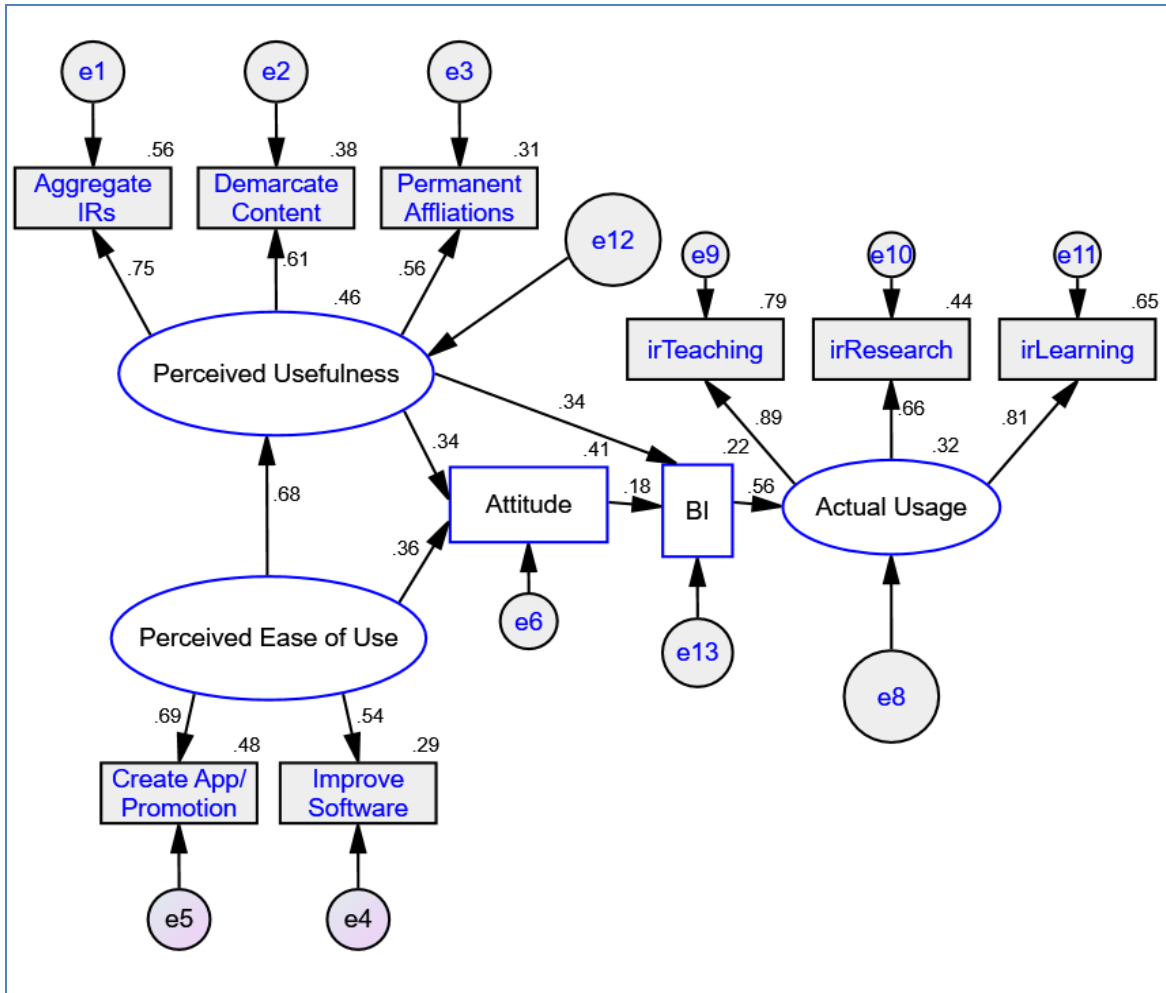 e1
e2
e3
.56
.38
.31
Aggregate
IRs
Demarcate
Content
Permanent
Affliations
e12
e9
e10
e11
.75
.61
.56
.46
.79
.44
.65
irTeaching
irResearch
irLearning
Perceived Usefulness
.34
.89
.66
.81
.34
.41
.22
.32
Attitude
.18
BI
.56
Actual Usage
.68
.36
e6
e13
e8
Perceived Ease of Use
.69
.54
.48
.29
Create App/
Promotion
Improve
Software
e5
e4